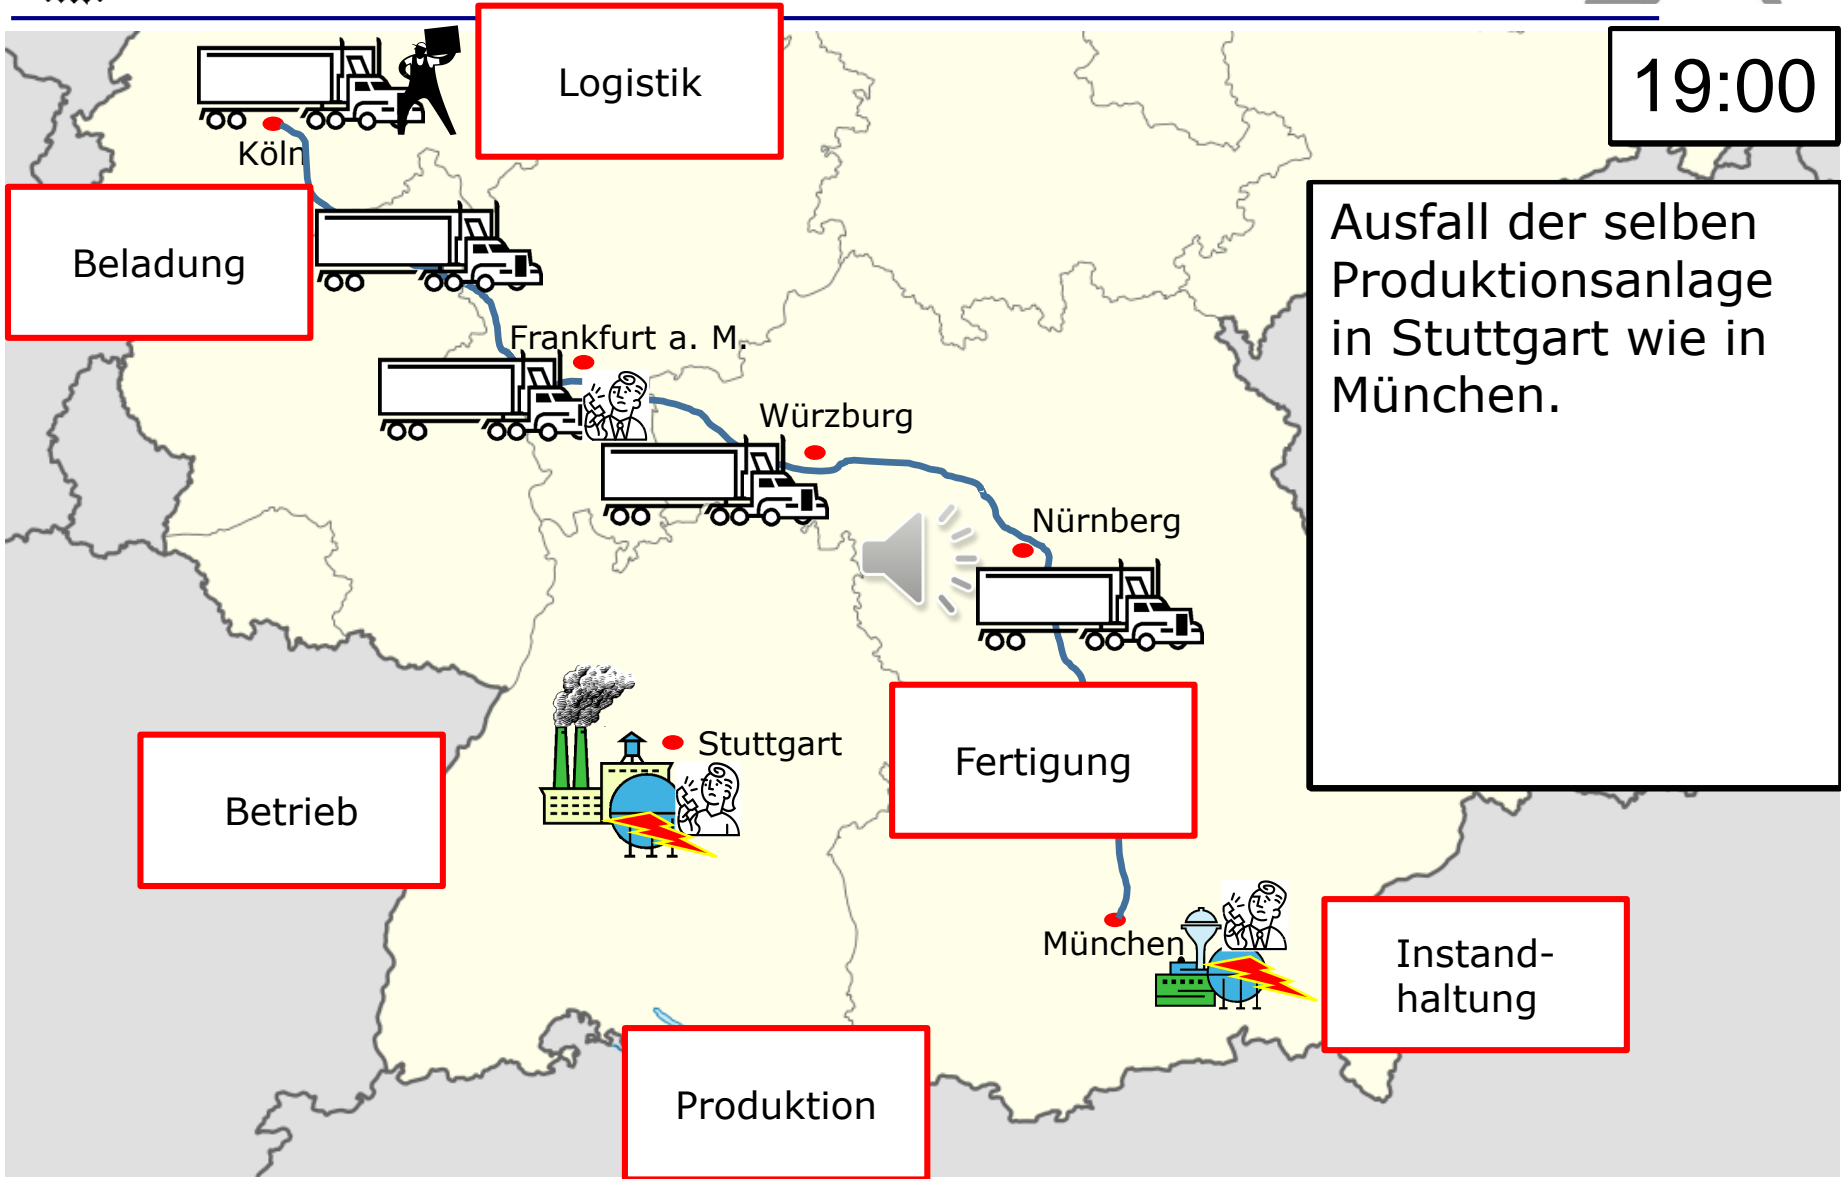 Logistik
19:00
Köln
Beladung
Ausfall der selben
Produktionsanlage
in Stuttgart wie in
München.
Frankfurt a. M.
Würzburg
Nürnberg
Stuttgart
Fertigung
Betrieb
München
Instand-
haltung
Produktion